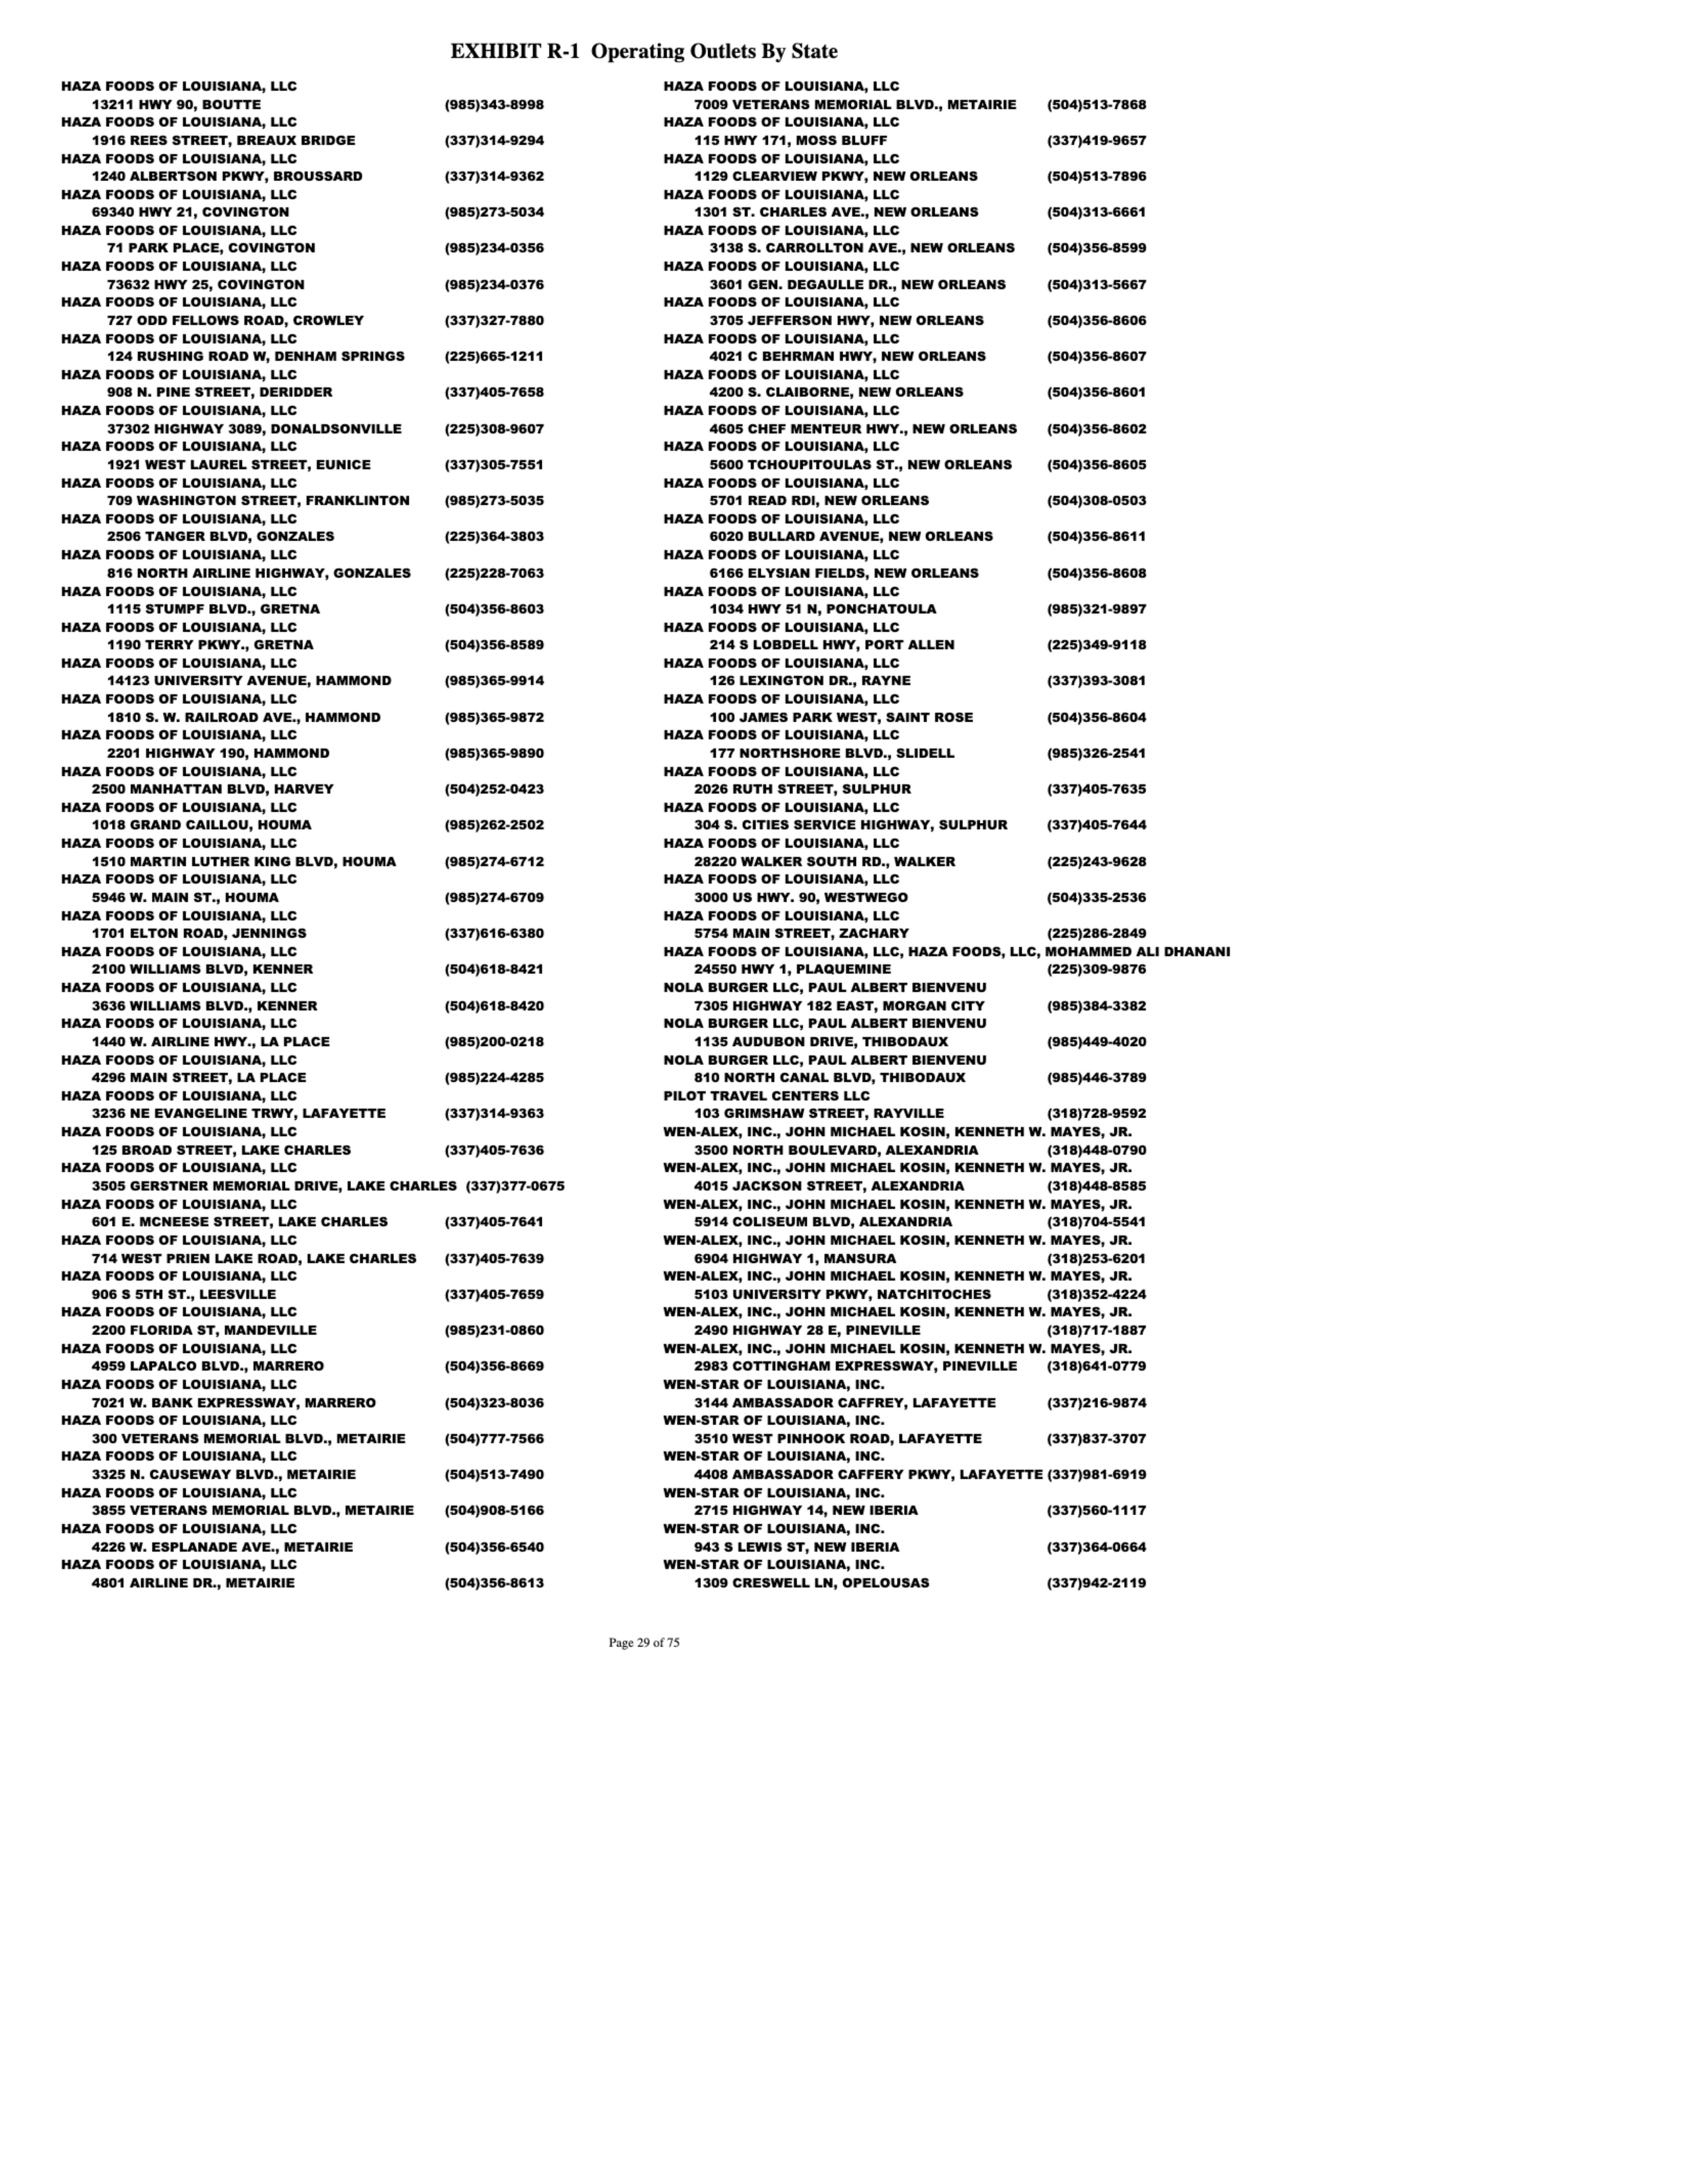 EXHIBIT R-1 Operating Outlets By State
HAZA FOODS OF LOUISIANA, LLC
13211 HWY 90, BOUTTE (985)343-8998
HAZA FOODS OF LOUISIANA, LLC
1916 REES STREET, BREAUX BRIDGE (337)314-9294
HAZA FOODS OF LOUISIANA, LLC
1240 ALBERTSON PKWY, BROUSSARD (337)314-9362
HAZA FOODS OF LOUISIANA, LLC
69340 HWY 21, COVINGTON (985)273-5034
HAZA FOODS OF LOUISIANA, LLC
71 PARK PLACE, COVINGTON (985)234-0356
HAZA FOODS OF LOUISIANA, LLC
73632 HWY 25, COVINGTON (985)234-0376
HAZA FOODS OF LOUISIANA, LLC
727 ODD FELLOWS ROAD, CROWLEY (337)327-7880
HAZA FOODS OF LOUISIANA, LLC
124 RUSHING ROAD W, DENHAM SPRINGS (225)665-1211
HAZA FOODS OF LOUISIANA, LLC
908 N. PINE STREET, DERIDDER (337)405-7658
HAZA FOODS OF LOUISIANA, LLC
37302 HIGHWAY 3089, DONALDSONVILLE (225)308-9607
HAZA FOODS OF LOUISIANA, LLC
1921 WEST LAUREL STREET, EUNICE (337)305-7551
HAZA FOODS OF LOUISIANA, LLC
709 WASHINGTON STREET, FRANKLINTON (985)273-5035
HAZA FOODS OF LOUISIANA, LLC
2506 TANGER BLVD, GONZALES (225)364-3803
HAZA FOODS OF LOUISIANA, LLC
816 NORTH AIRLINE HIGHWAY, GONZALES (225)228-7063
HAZA FOODS OF LOUISIANA, LLC
1115 STUMPF BLVD., GRETNA (504)356-8603
HAZA FOODS OF LOUISIANA, LLC
1190 TERRY PKWY., GRETNA (504)356-8589
HAZA FOODS OF LOUISIANA, LLC
14123 UNIVERSITY AVENUE, HAMMOND (985)365-9914
HAZA FOODS OF LOUISIANA, LLC
1810 S. W. RAILROAD AVE., HAMMOND (985)365-9872
HAZA FOODS OF LOUISIANA, LLC
2201 HIGHWAY 190, HAMMOND (985)365-9890
HAZA FOODS OF LOUISIANA, LLC
2500 MANHATTAN BLVD, HARVEY (504)252-0423
HAZA FOODS OF LOUISIANA, LLC
1018 GRAND CAILLOU, HOUMA (985)262-2502
HAZA FOODS OF LOUISIANA, LLC
1510 MARTIN LUTHER KING BLVD, HOUMA (985)274-6712
HAZA FOODS OF LOUISIANA, LLC
5946 W. MAIN ST., HOUMA (985)274-6709
HAZA FOODS OF LOUISIANA, LLC
1701 ELTON ROAD, JENNINGS (337)616-6380
HAZA FOODS OF LOUISIANA, LLC
2100 WILLIAMS BLVD, KENNER (504)618-8421
HAZA FOODS OF LOUISIANA, LLC
3636 WILLIAMS BLVD., KENNER (504)618-8420
HAZA FOODS OF LOUISIANA, LLC
1440 W. AIRLINE HWY., LA PLACE (985)200-0218
HAZA FOODS OF LOUISIANA, LLC
4296 MAIN STREET, LA PLACE (985)224-4285
HAZA FOODS OF LOUISIANA, LLC
3236 NE EVANGELINE TRWY, LAFAYETTE (337)314-9363
HAZA FOODS OF LOUISIANA, LLC
125 BROAD STREET, LAKE CHARLES (337)405-7636
HAZA FOODS OF LOUISIANA, LLC
3505 GERSTNER MEMORIAL DRIVE, LAKE CHARLES (337)377-0675
HAZA FOODS OF LOUISIANA, LLC
601 E. MCNEESE STREET, LAKE CHARLES (337)405-7641
HAZA FOODS OF LOUISIANA, LLC
714 WEST PRIEN LAKE ROAD, LAKE CHARLES (337)405-7639
HAZA FOODS OF LOUISIANA, LLC
906 S 5TH ST., LEESVILLE (337)405-7659
HAZA FOODS OF LOUISIANA, LLC
2200 FLORIDA ST, MANDEVILLE (985)231-0860
HAZA FOODS OF LOUISIANA, LLC
4959 LAPALCO BLVD., MARRERO (504)356-8669
HAZA FOODS OF LOUISIANA, LLC
7021 W. BANK EXPRESSWAY, MARRERO (504)323-8036
HAZA FOODS OF LOUISIANA, LLC
300 VETERANS MEMORIAL BLVD., METAIRIE (504)777-7566
HAZA FOODS OF LOUISIANA, LLC
3325 N. CAUSEWAY BLVD., METAIRIE (504)513-7490
HAZA FOODS OF LOUISIANA, LLC
3855 VETERANS MEMORIAL BLVD., METAIRIE (504)908-5166
HAZA FOODS OF LOUISIANA, LLC
4226 W. ESPLANADE AVE., METAIRIE (504)356-6540
HAZA FOODS OF LOUISIANA, LLC
4801 AIRLINE DR., METAIRIE (504)356-8613
HAZA FOODS OF LOUISIANA, LLC
7009 VETERANS MEMORIAL BLVD., METAIRIE (504)513-7868
HAZA FOODS OF LOUISIANA, LLC
115 HWY 171, MOSS BLUFF (337)419-9657
HAZA FOODS OF LOUISIANA, LLC
1129 CLEARVIEW PKWY, NEW ORLEANS (504)513-7896
HAZA FOODS OF LOUISIANA, LLC
1301 ST. CHARLES AVE., NEW ORLEANS (504)313-6661
HAZA FOODS OF LOUISIANA, LLC
3138 S. CARROLLTON AVE., NEW ORLEANS (504)356-8599
HAZA FOODS OF LOUISIANA, LLC
3601 GEN. DEGAULLE DR., NEW ORLEANS (504)313-5667
HAZA FOODS OF LOUISIANA, LLC
3705 JEFFERSON HWY, NEW ORLEANS (504)356-8606
HAZA FOODS OF LOUISIANA, LLC
4021 C BEHRMAN HWY, NEW ORLEANS (504)356-8607
HAZA FOODS OF LOUISIANA, LLC
4200 S. CLAIBORNE, NEW ORLEANS (504)356-8601
HAZA FOODS OF LOUISIANA, LLC
4605 CHEF MENTEUR HWY., NEW ORLEANS (504)356-8602
HAZA FOODS OF LOUISIANA, LLC
5600 TCHOUPITOULAS ST., NEW ORLEANS (504)356-8605
HAZA FOODS OF LOUISIANA, LLC
5701 READ RDI, NEW ORLEANS (504)308-0503
HAZA FOODS OF LOUISIANA, LLC
6020 BULLARD AVENUE, NEW ORLEANS (504)356-8611
HAZA FOODS OF LOUISIANA, LLC
6166 ELYSIAN FIELDS, NEW ORLEANS (504)356-8608
HAZA FOODS OF LOUISIANA, LLC
1034 HWY 51 N, PONCHATOULA (985)321-9897
HAZA FOODS OF LOUISIANA, LLC
214 S LOBDELL HWY, PORT ALLEN (225)349-9118
HAZA FOODS OF LOUISIANA, LLC
126 LEXINGTON DR., RAYNE (337)393-3081
HAZA FOODS OF LOUISIANA, LLC
100 JAMES PARK WEST, SAINT ROSE (504)356-8604
HAZA FOODS OF LOUISIANA, LLC
177 NORTHSHORE BLVD., SLIDELL (985)326-2541
HAZA FOODS OF LOUISIANA, LLC
2026 RUTH STREET, SULPHUR (337)405-7635
HAZA FOODS OF LOUISIANA, LLC
304 S. CITIES SERVICE HIGHWAY, SULPHUR (337)405-7644
HAZA FOODS OF LOUISIANA, LLC
28220 WALKER SOUTH RD., WALKER (225)243-9628
HAZA FOODS OF LOUISIANA, LLC
3000 US HWY. 90, WESTWEGO (504)335-2536
HAZA FOODS OF LOUISIANA, LLC
5754 MAIN STREET, ZACHARY (225)286-2849
HAZA FOODS OF LOUISIANA, LLC, HAZA FOODS, LLC, MOHAMMED ALI DHANANI
24550 HWY 1, PLAQUEMINE (225)309-9876
NOLA BURGER LLC, PAUL ALBERT BIENVENU
7305 HIGHWAY 182 EAST, MORGAN CITY (985)384-3382
NOLA BURGER LLC, PAUL ALBERT BIENVENU
1135 AUDUBON DRIVE, THIBODAUX (985)449-4020
NOLA BURGER LLC, PAUL ALBERT BIENVENU
810 NORTH CANAL BLVD, THIBODAUX (985)446-3789
PILOT TRAVEL CENTERS LLC
103 GRIMSHAW STREET, RAYVILLE (318)728-9592
WEN-ALEX, INC., JOHN MICHAEL KOSIN, KENNETH W. MAYES, JR.
3500 NORTH BOULEVARD, ALEXANDRIA (318)448-0790
WEN-ALEX, INC., JOHN MICHAEL KOSIN, KENNETH W. MAYES, JR.
4015 JACKSON STREET, ALEXANDRIA (318)448-8585
WEN-ALEX, INC., JOHN MICHAEL KOSIN, KENNETH W. MAYES, JR.
5914 COLISEUM BLVD, ALEXANDRIA (318)704-5541
WEN-ALEX, INC., JOHN MICHAEL KOSIN, KENNETH W. MAYES, JR.
6904 HIGHWAY 1, MANSURA (318)253-6201
WEN-ALEX, INC., JOHN MICHAEL KOSIN, KENNETH W. MAYES, JR.
5103 UNIVERSITY PKWY, NATCHITOCHES (318)352-4224
WEN-ALEX, INC., JOHN MICHAEL KOSIN, KENNETH W. MAYES, JR.
2490 HIGHWAY 28 E, PINEVILLE (318)717-1887
WEN-ALEX, INC., JOHN MICHAEL KOSIN, KENNETH W. MAYES, JR.
2983 COTTINGHAM EXPRESSWAY, PINEVILLE (318)641-0779
WEN-STAR OF LOUISIANA, INC.
3144 AMBASSADOR CAFFREY, LAFAYETTE (337)216-9874
WEN-STAR OF LOUISIANA, INC.
3510 WEST PINHOOK ROAD, LAFAYETTE (337)837-3707
WEN-STAR OF LOUISIANA, INC.
4408 AMBASSADOR CAFFERY PKWY, LAFAYETTE (337)981-6919
WEN-STAR OF LOUISIANA, INC.
2715 HIGHWAY 14, NEW IBERIA (337)560-1117
WEN-STAR OF LOUISIANA, INC.
943 S LEWIS ST, NEW IBERIA (337)364-0664
WEN-STAR OF LOUISIANA, INC.
1309 CRESWELL LN, OPELOUSAS (337)942-2119
Page 29 of 75